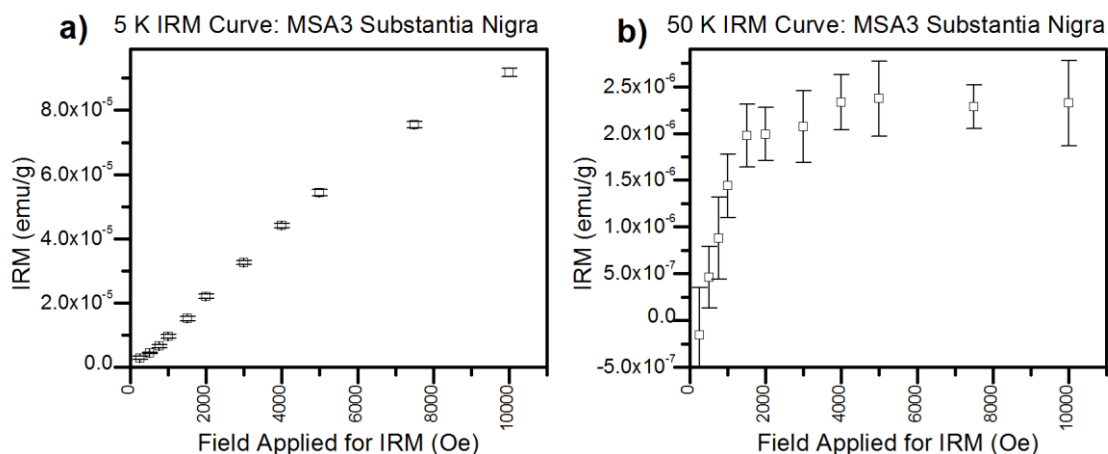 a) 5 K IRM Curve: MSA3 Substantia Nigra
IRM (emu/g)
8.0x10⁻⁵
6.0x10⁻⁵
4.0x10⁻⁵
2.0x10⁻⁵
0.0
0
2000
4000
6000
8000
10000
Field Applied for IRM (Oe)
b) 50 K IRM Curve: MSA3 Substantia Nigra
IRM (emu/g)
2.5x10⁻⁶
2.0x10⁻⁶
1.5x10⁻⁶
1.0x10⁻⁶
5.0x10⁻⁷
0.0
-5.0x10⁻⁷
0
2000
4000
6000
8000
10000
Field Applied for IRM (Oe)